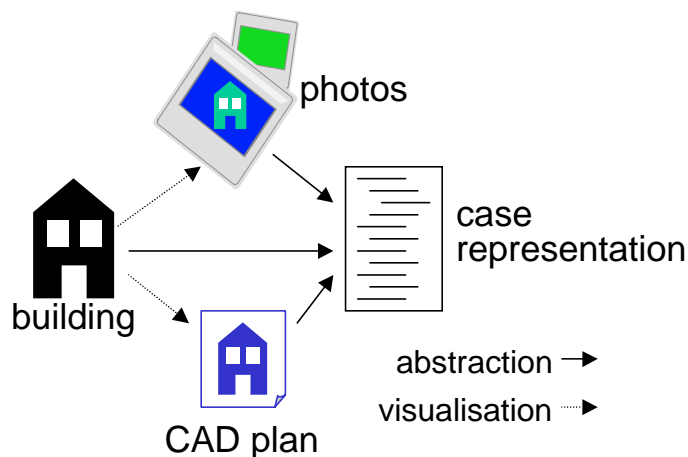 photos
case
representation
building
abstraction
visualisation
CAD plan